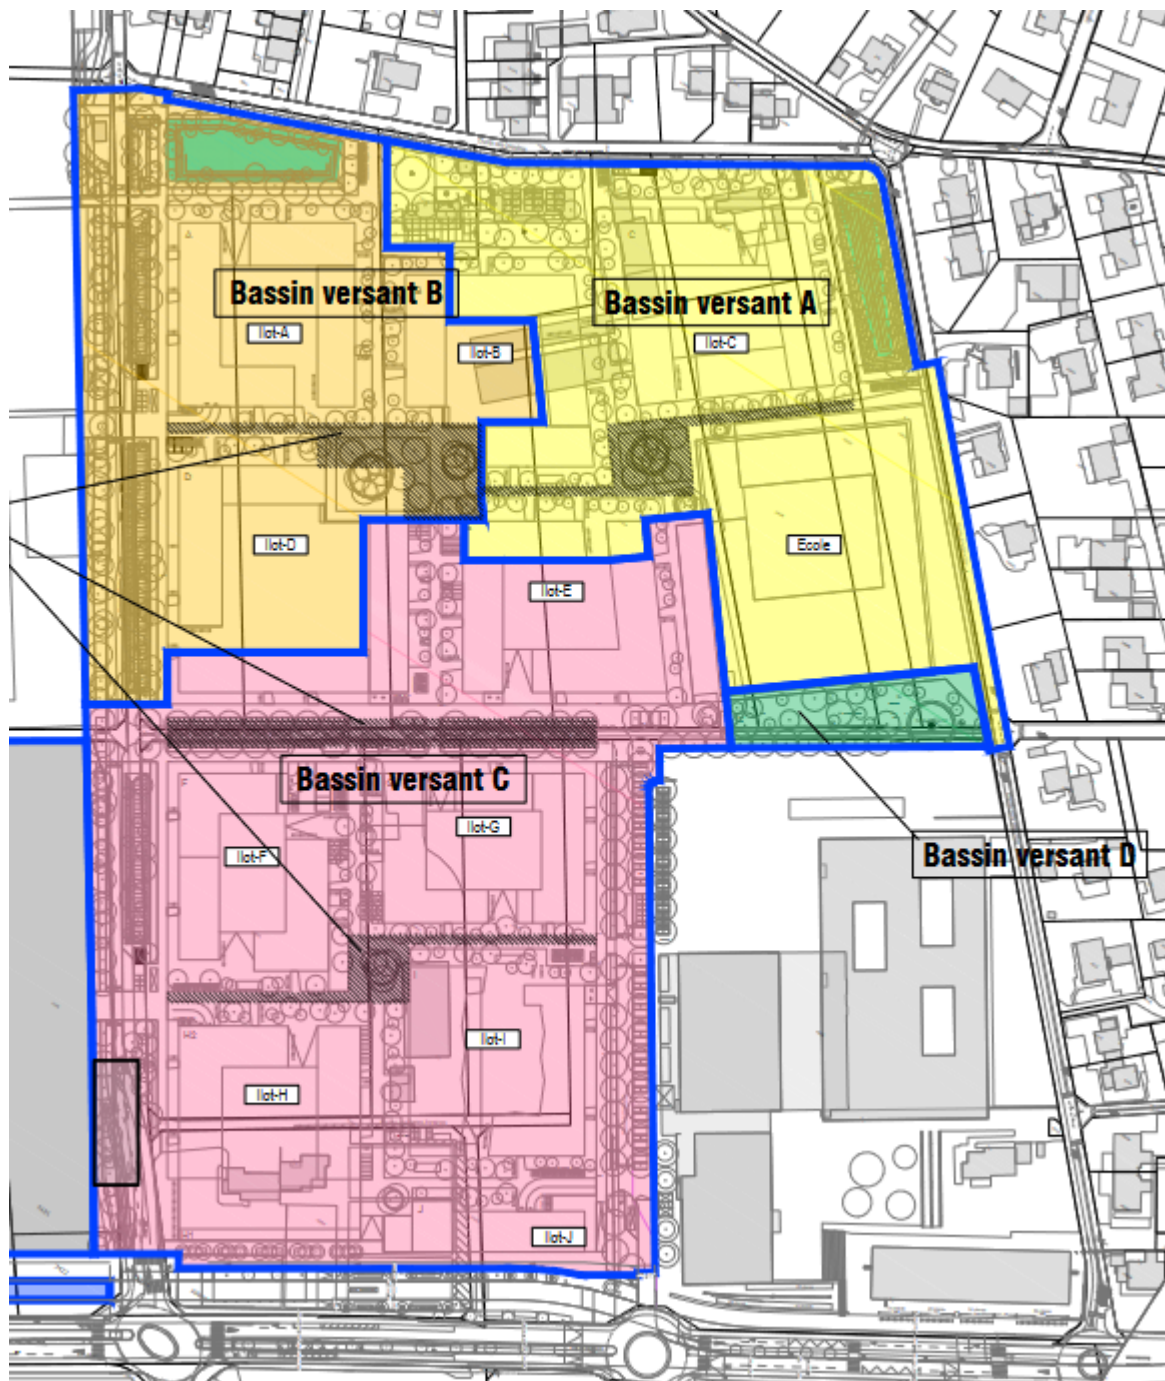 Bassin versant B
Bassin versant A
Ilot-A
Ilot-B
Ilot-C
C
D
Ilot-D
Ecole
Ilot-E
Bassin versant C
Ilot-G
Ilot-F
Bassin versant D
Ilot-I
H2
Ilot-H
J
Ilot-J